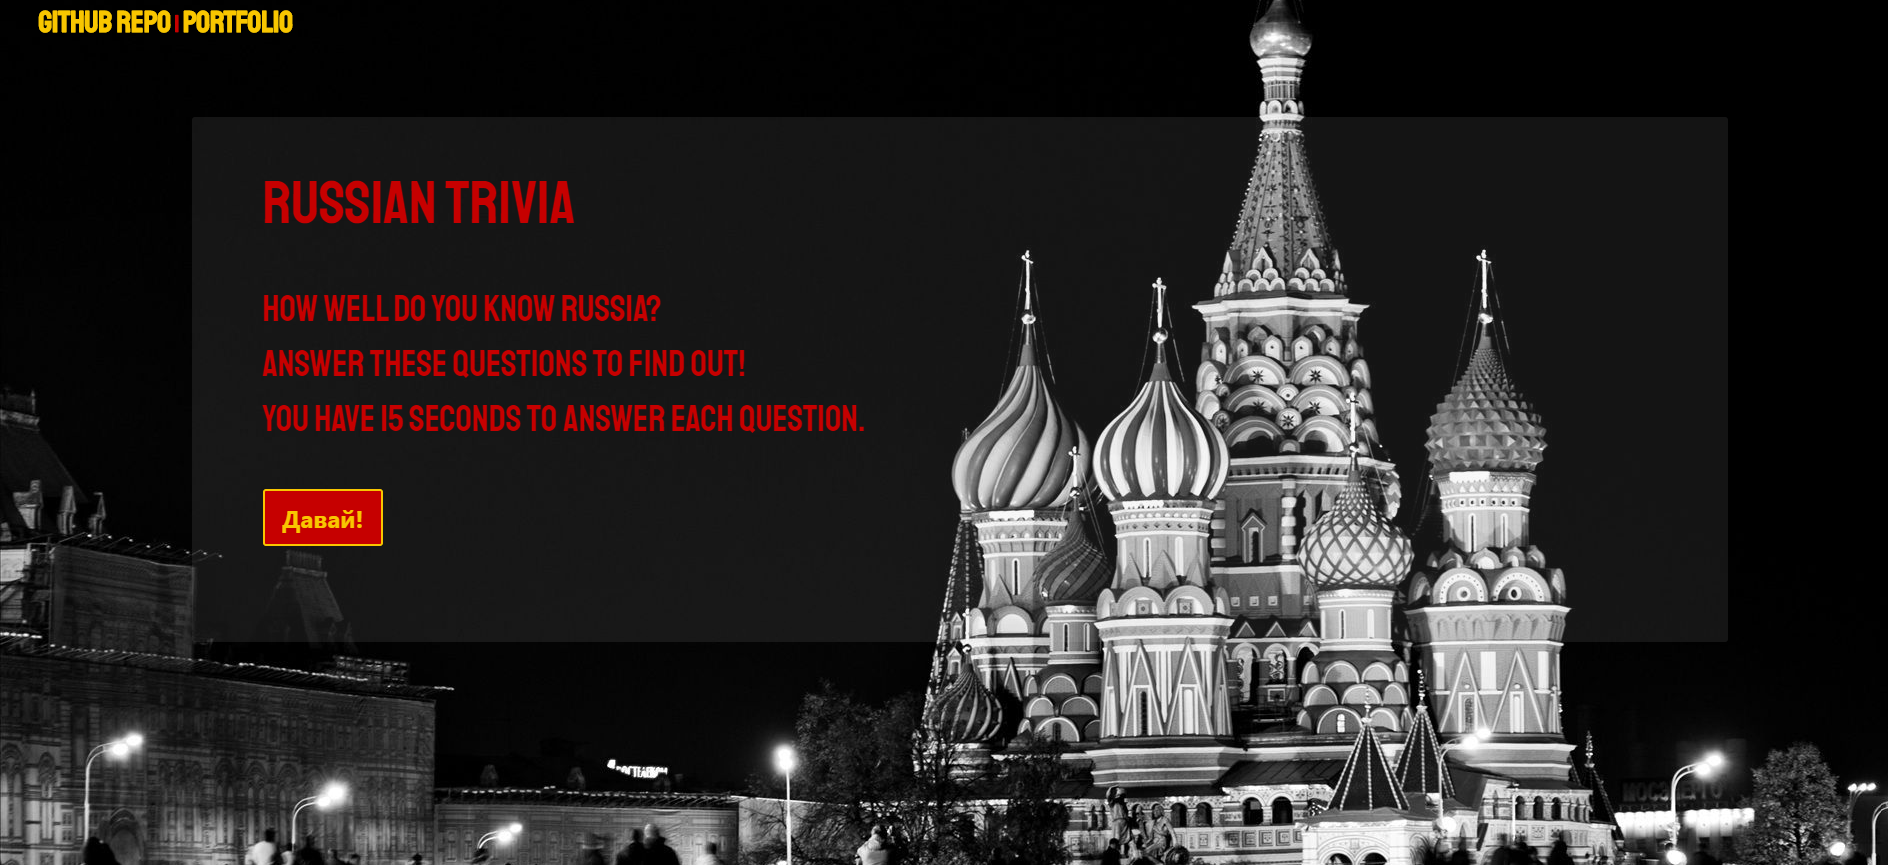 GITHUB REPO | PORTFOLIO
RUSSIAN TRIVIA
HOW WELL DO YOU KNOW RUSSIA?
ANSWER THESE QUESTIONS TO FIND OUT!
YOU HAVE 15 SECONDS TO ANSWER EACH QUESTION.
Давай!